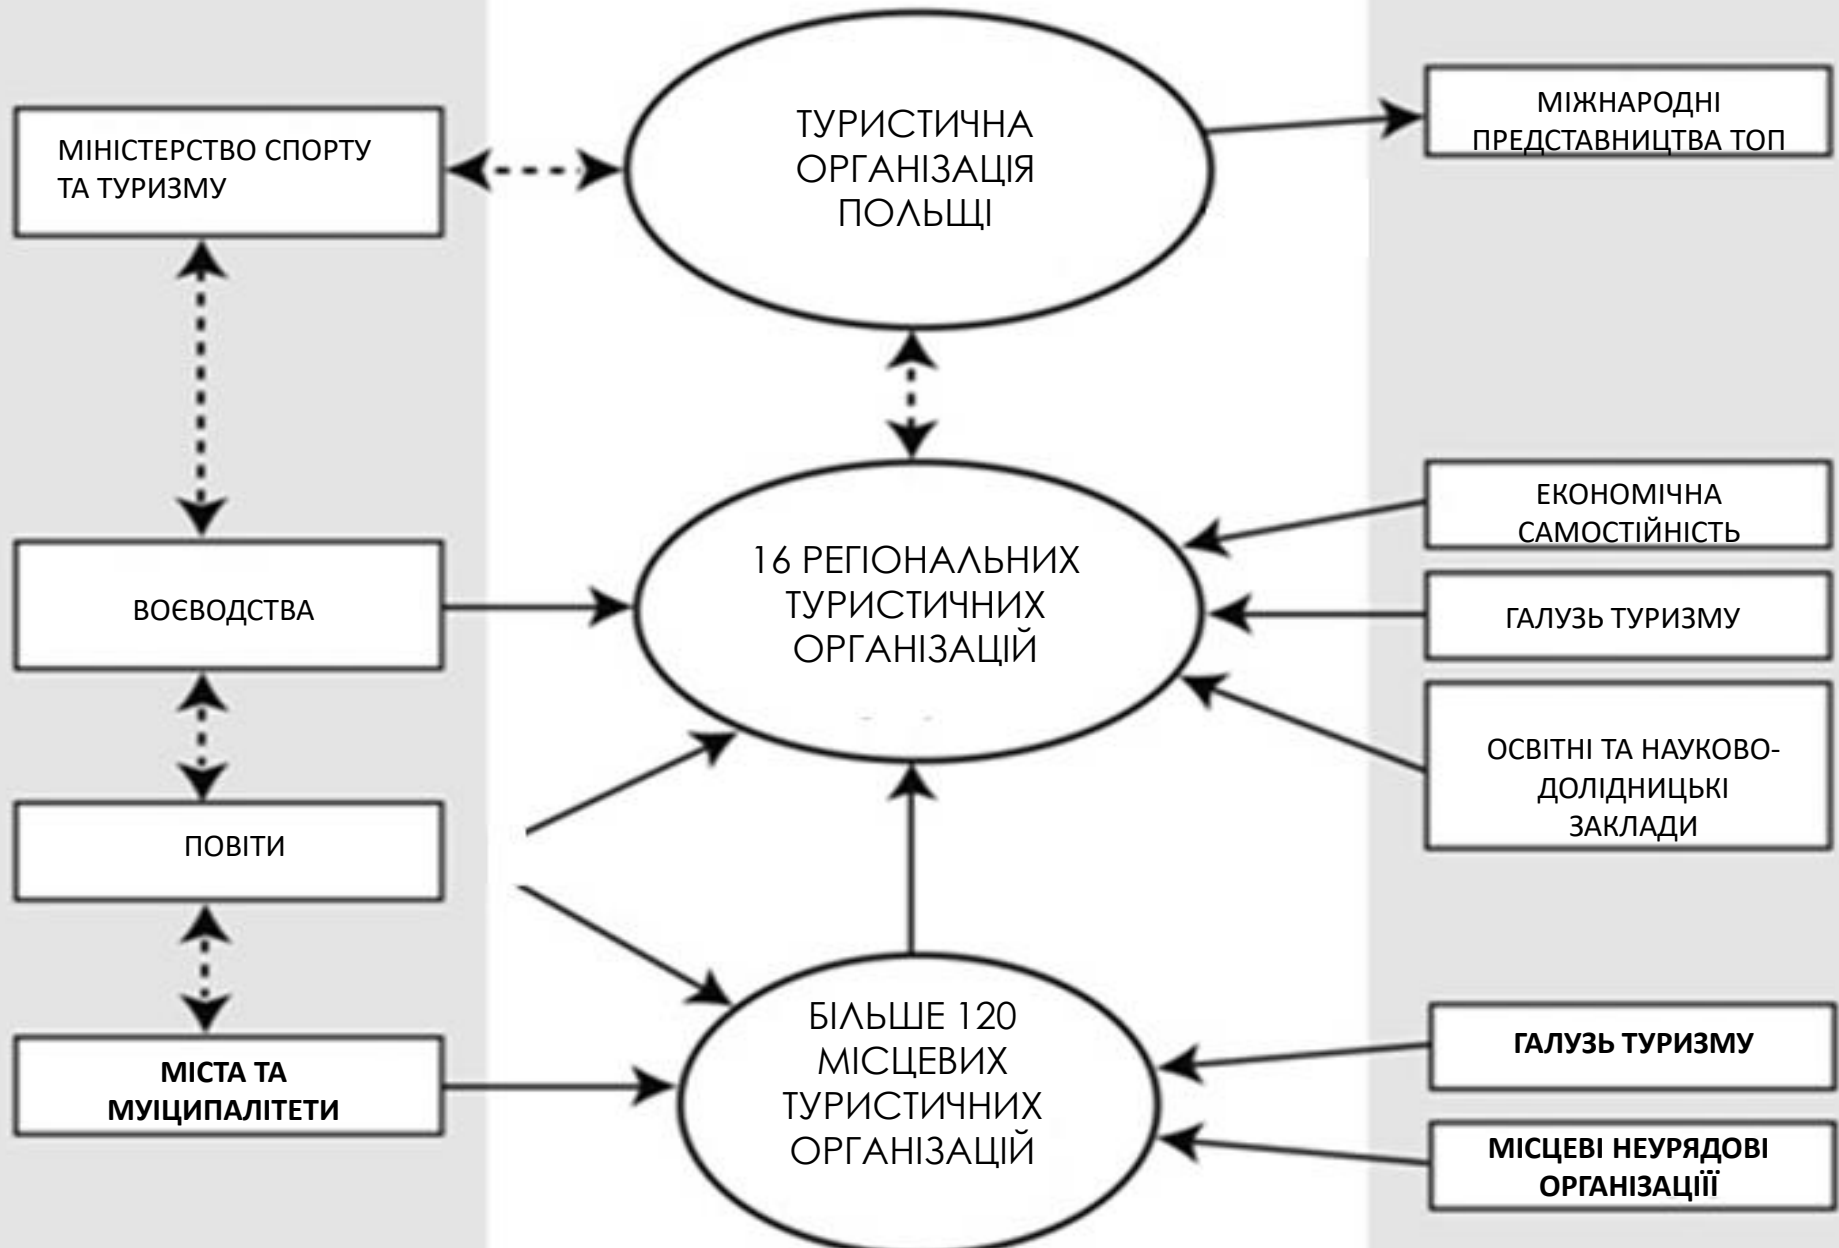 ТУРИСТИЧНА
ОРГАНІЗАЦІЯ
ПОЛЬЩІ
МІНІСТЕРСТВО СПОРТУ
ТА ТУРИЗМУ
МІЖНАРОДНІ
ПРЕДСТАВНИЦТВА ТОП
ВОЄВОДСТВА
16 РЕГІОНАЛЬНИХ
ТУРИСТИЧНИХ
ОРГАНІЗАЦІЙ
ЕКОНОМІЧНА
САМОСТІЙНІСТЬ
ГАЛУЗЬ ТУРИЗМУ
ОСВІТНІ ТА НАУКОВО-
ДОЛІДНИЦЬКІ
ЗАКЛАДИ
ПОВІТИ
МІСТА ТА
МУІЦИПАЛІТЕТИ
БІЛЬШЕ 120
МІСЦЕВИХ
ТУРИСТИЧНИХ
ОРГАНІЗАЦІЙ
ГАЛУЗЬ ТУРИЗМУ
МІСЦЕВІ НЕУРЯДОВІ
ОРГАНІЗАЦІЇЇ